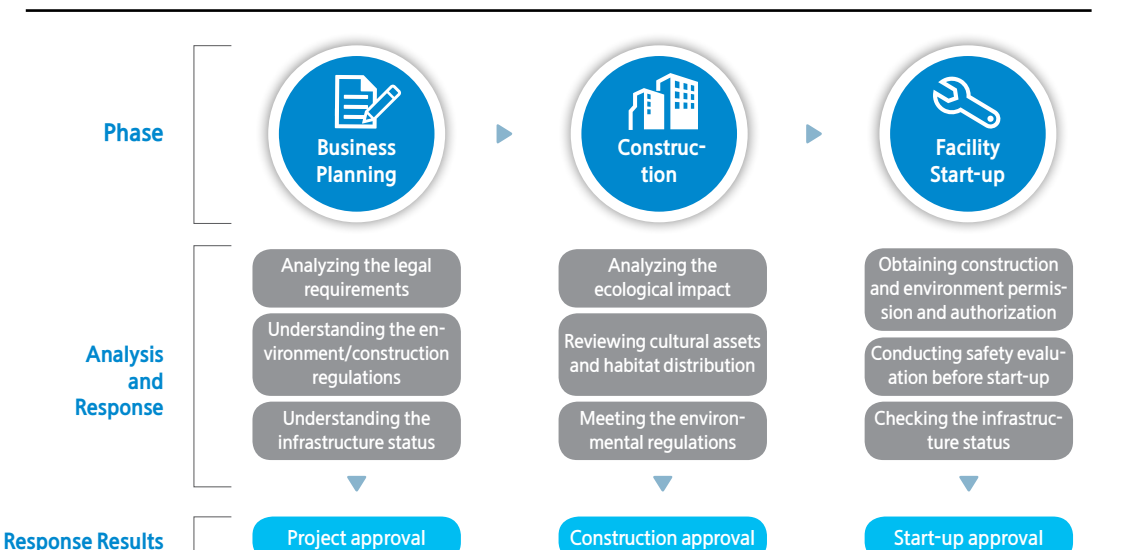 Phase
Business
Planning
Construc-
tion
Facility
Start-up
Analysis
and
Response
Analyzing the legal
requirements
Understanding the en-
vironment/construction
regulations
Understanding the
infrastructure status
Analyzing the
ecological impact
Reviewing cultural assets
and habitat distribution
Meeting the environ-
mental regulations
Obtaining construction
and environment permis-
sion and authorization
Conducting safety evalu-
ation before start-up
Checking the infrastruc-
ture status
Response Results
Project approval
Construction approval
Start-up approval